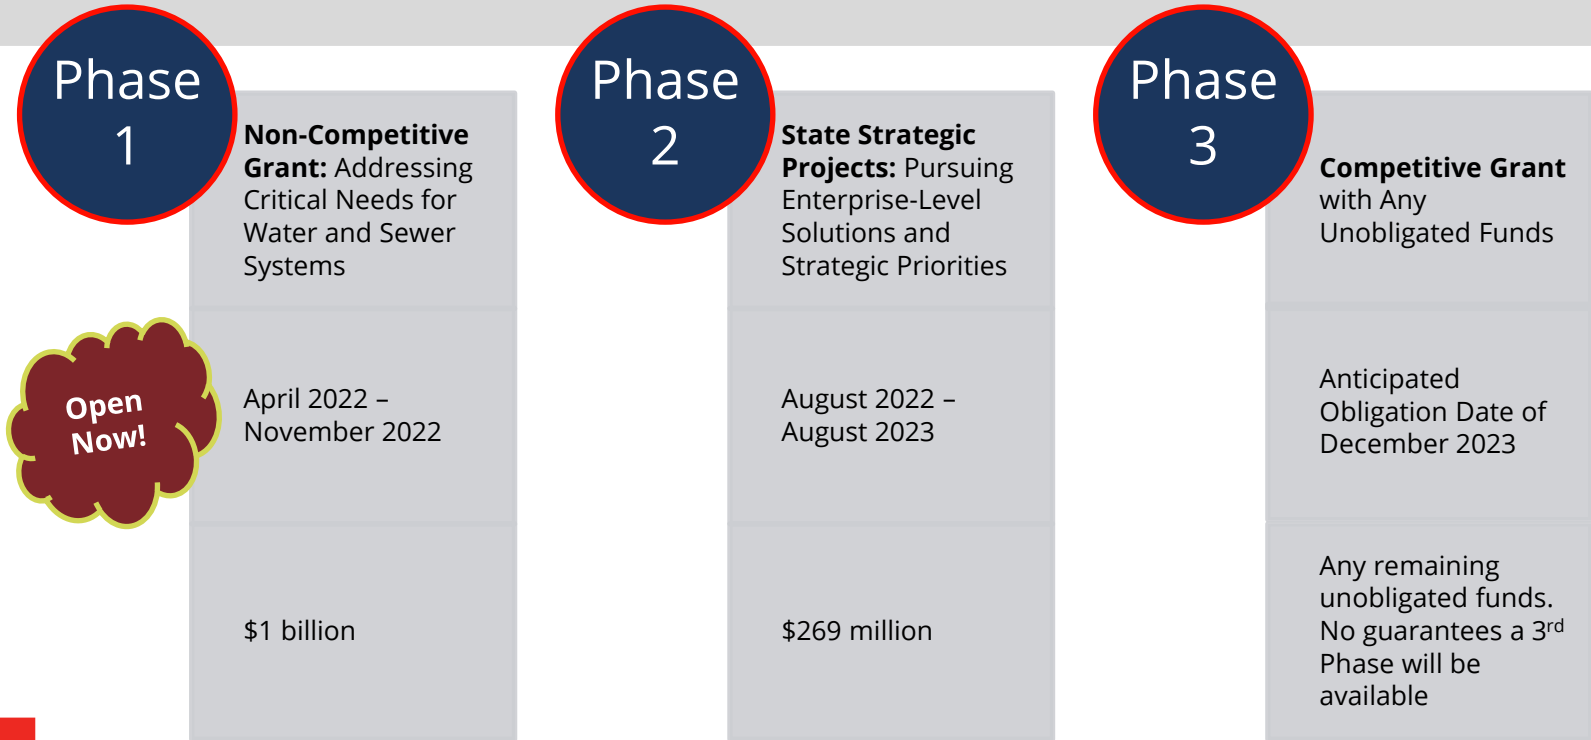 Phase
1
Non-Competitive
Grant: Addressing
Critical Needs for
Water and Sewer
Systems
Open
Now!
April 2022 –
November 2022
$1 billion
Phase
2
State Strategic
Projects: Pursuing
Enterprise-Level
Solutions and
Strategic Priorities
August 2022 –
August 2023
$269 million
Phase
3
Competitive Grant
with Any
Unobligated Funds
Anticipated
Obligation Date of
December 2023
Any remaining
unobligated funds.
No guarantees a 3rd
Phase will be
available